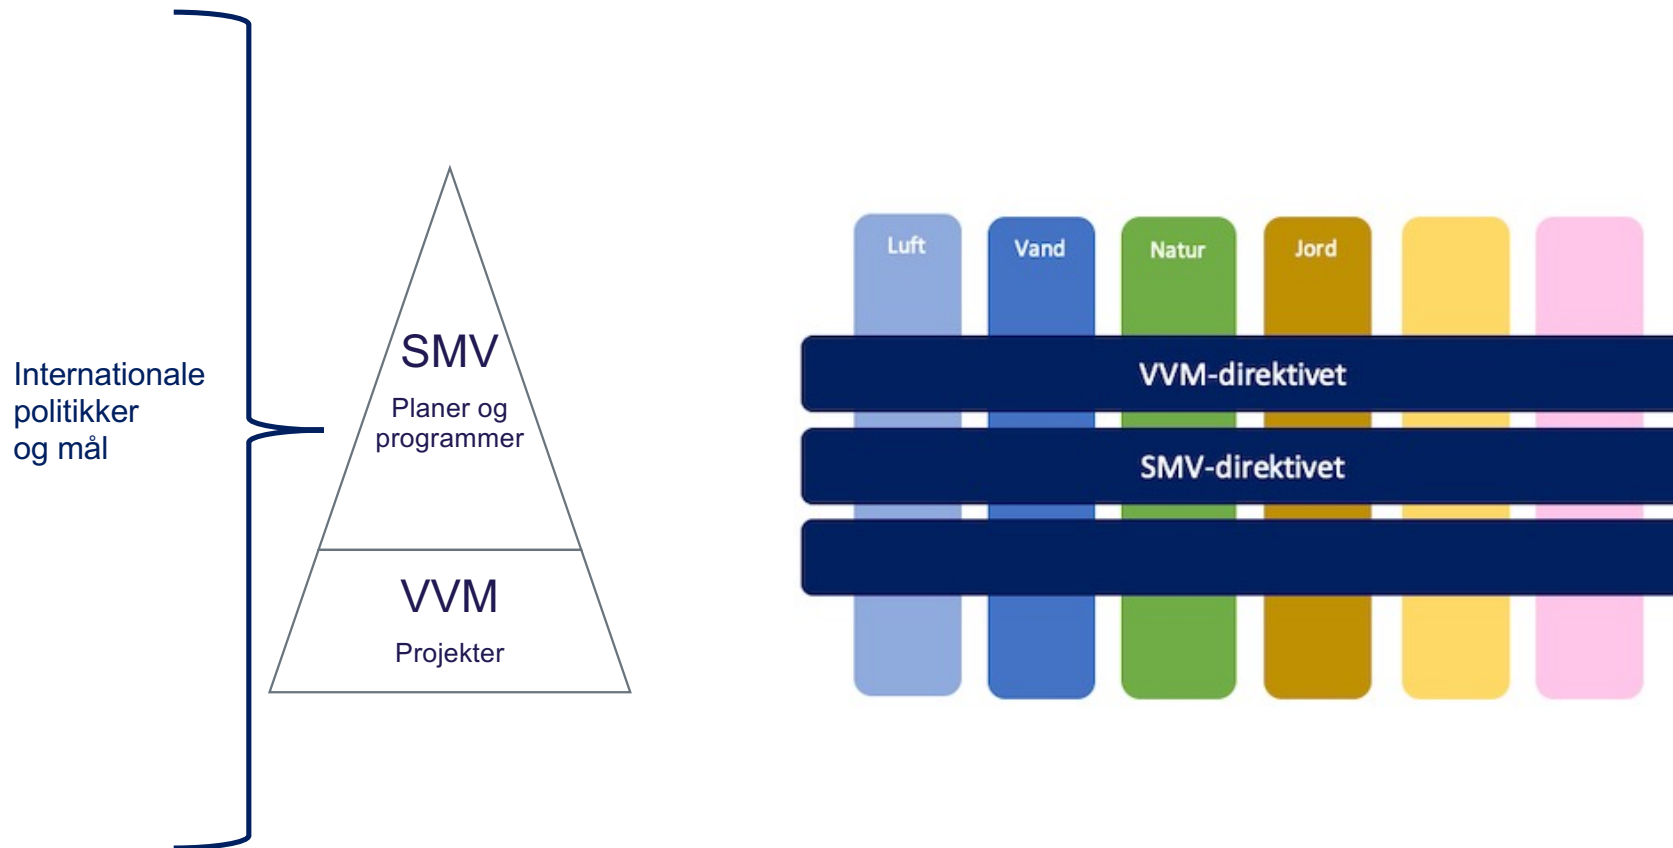 Internationale
politikker
og mål
SMV
Planer og
programmer
VVM
Projekter
Luft
Vand
Natur
Jord
VVM-direktivet
SMV-direktivet